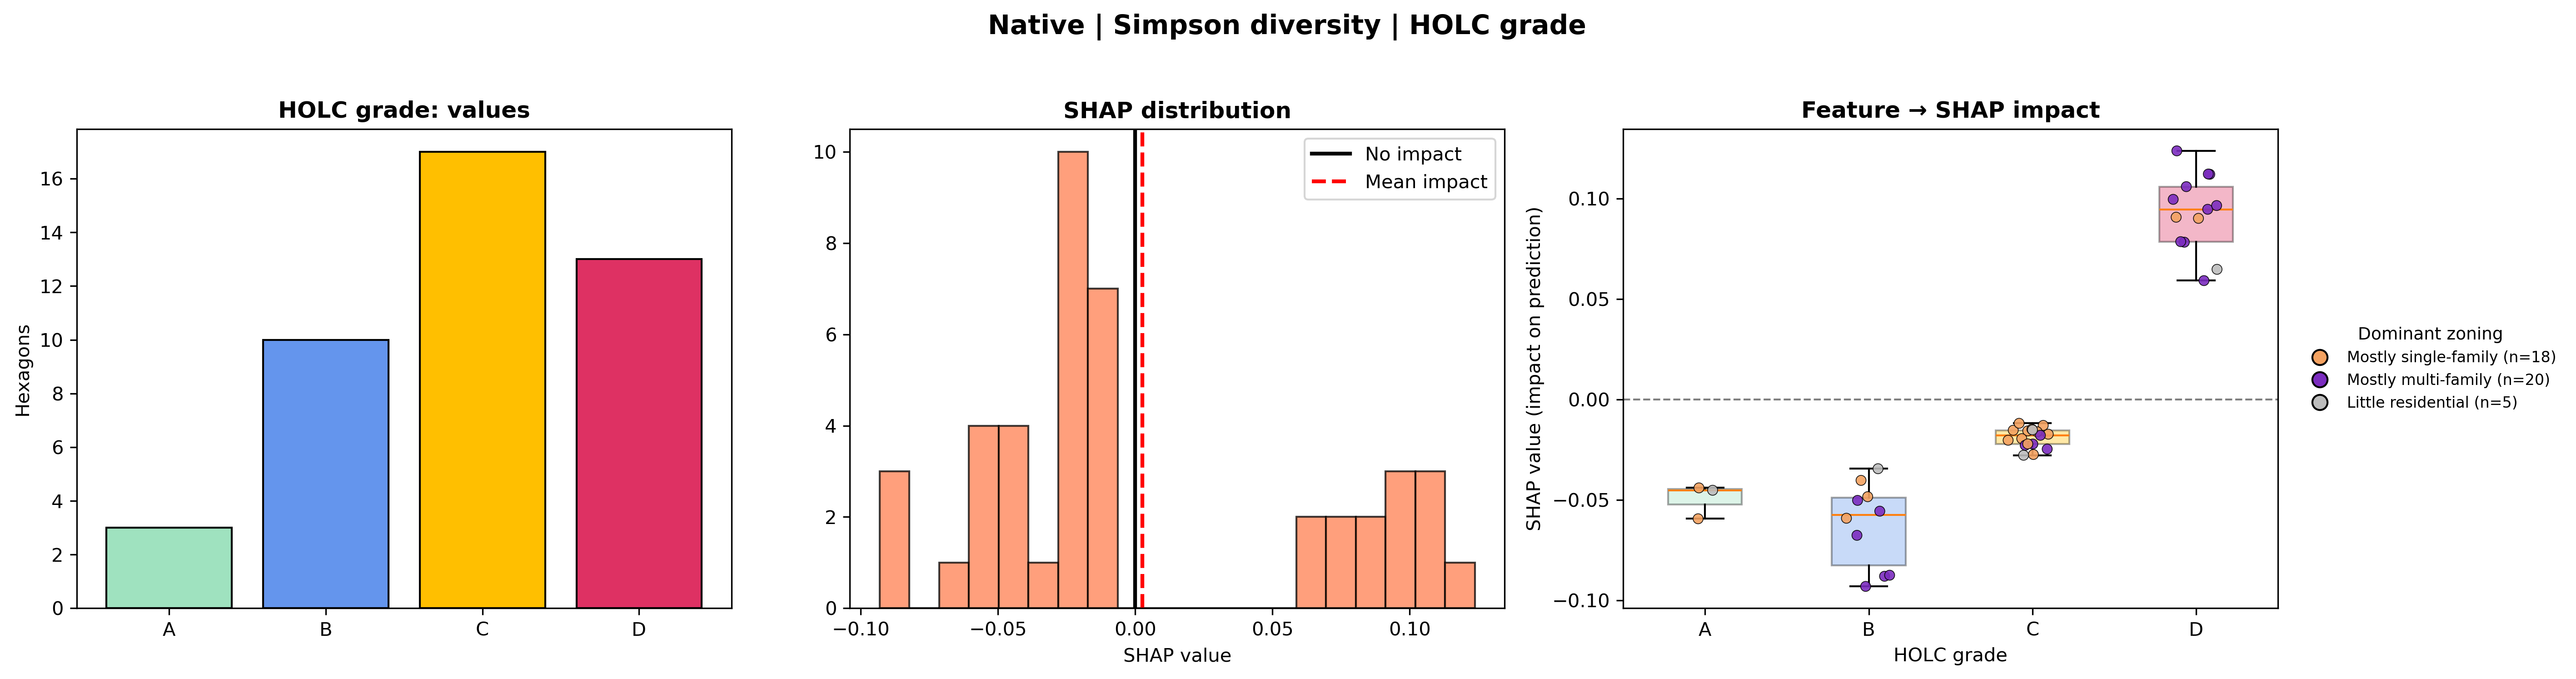 Native | Simpson diversity | HOLC grade
HOLC grade: values
Hexagons
0
2
4
6
8
10
12
14
16
A
B
C
D
SHAP distribution
No impact
Mean impact
0
2
4
6
8
10
−0.10
−0.05
0.00
0.05
0.10
SHAP value
Feature → SHAP impact
SHAP value (impact on prediction)
0.10
0.05
0.00
−0.05
−0.10
A
B
C
D
HOLC grade
Dominant zoning
Mostly single-family (n=18)
Mostly multi-family (n=20)
Little residential (n=5)